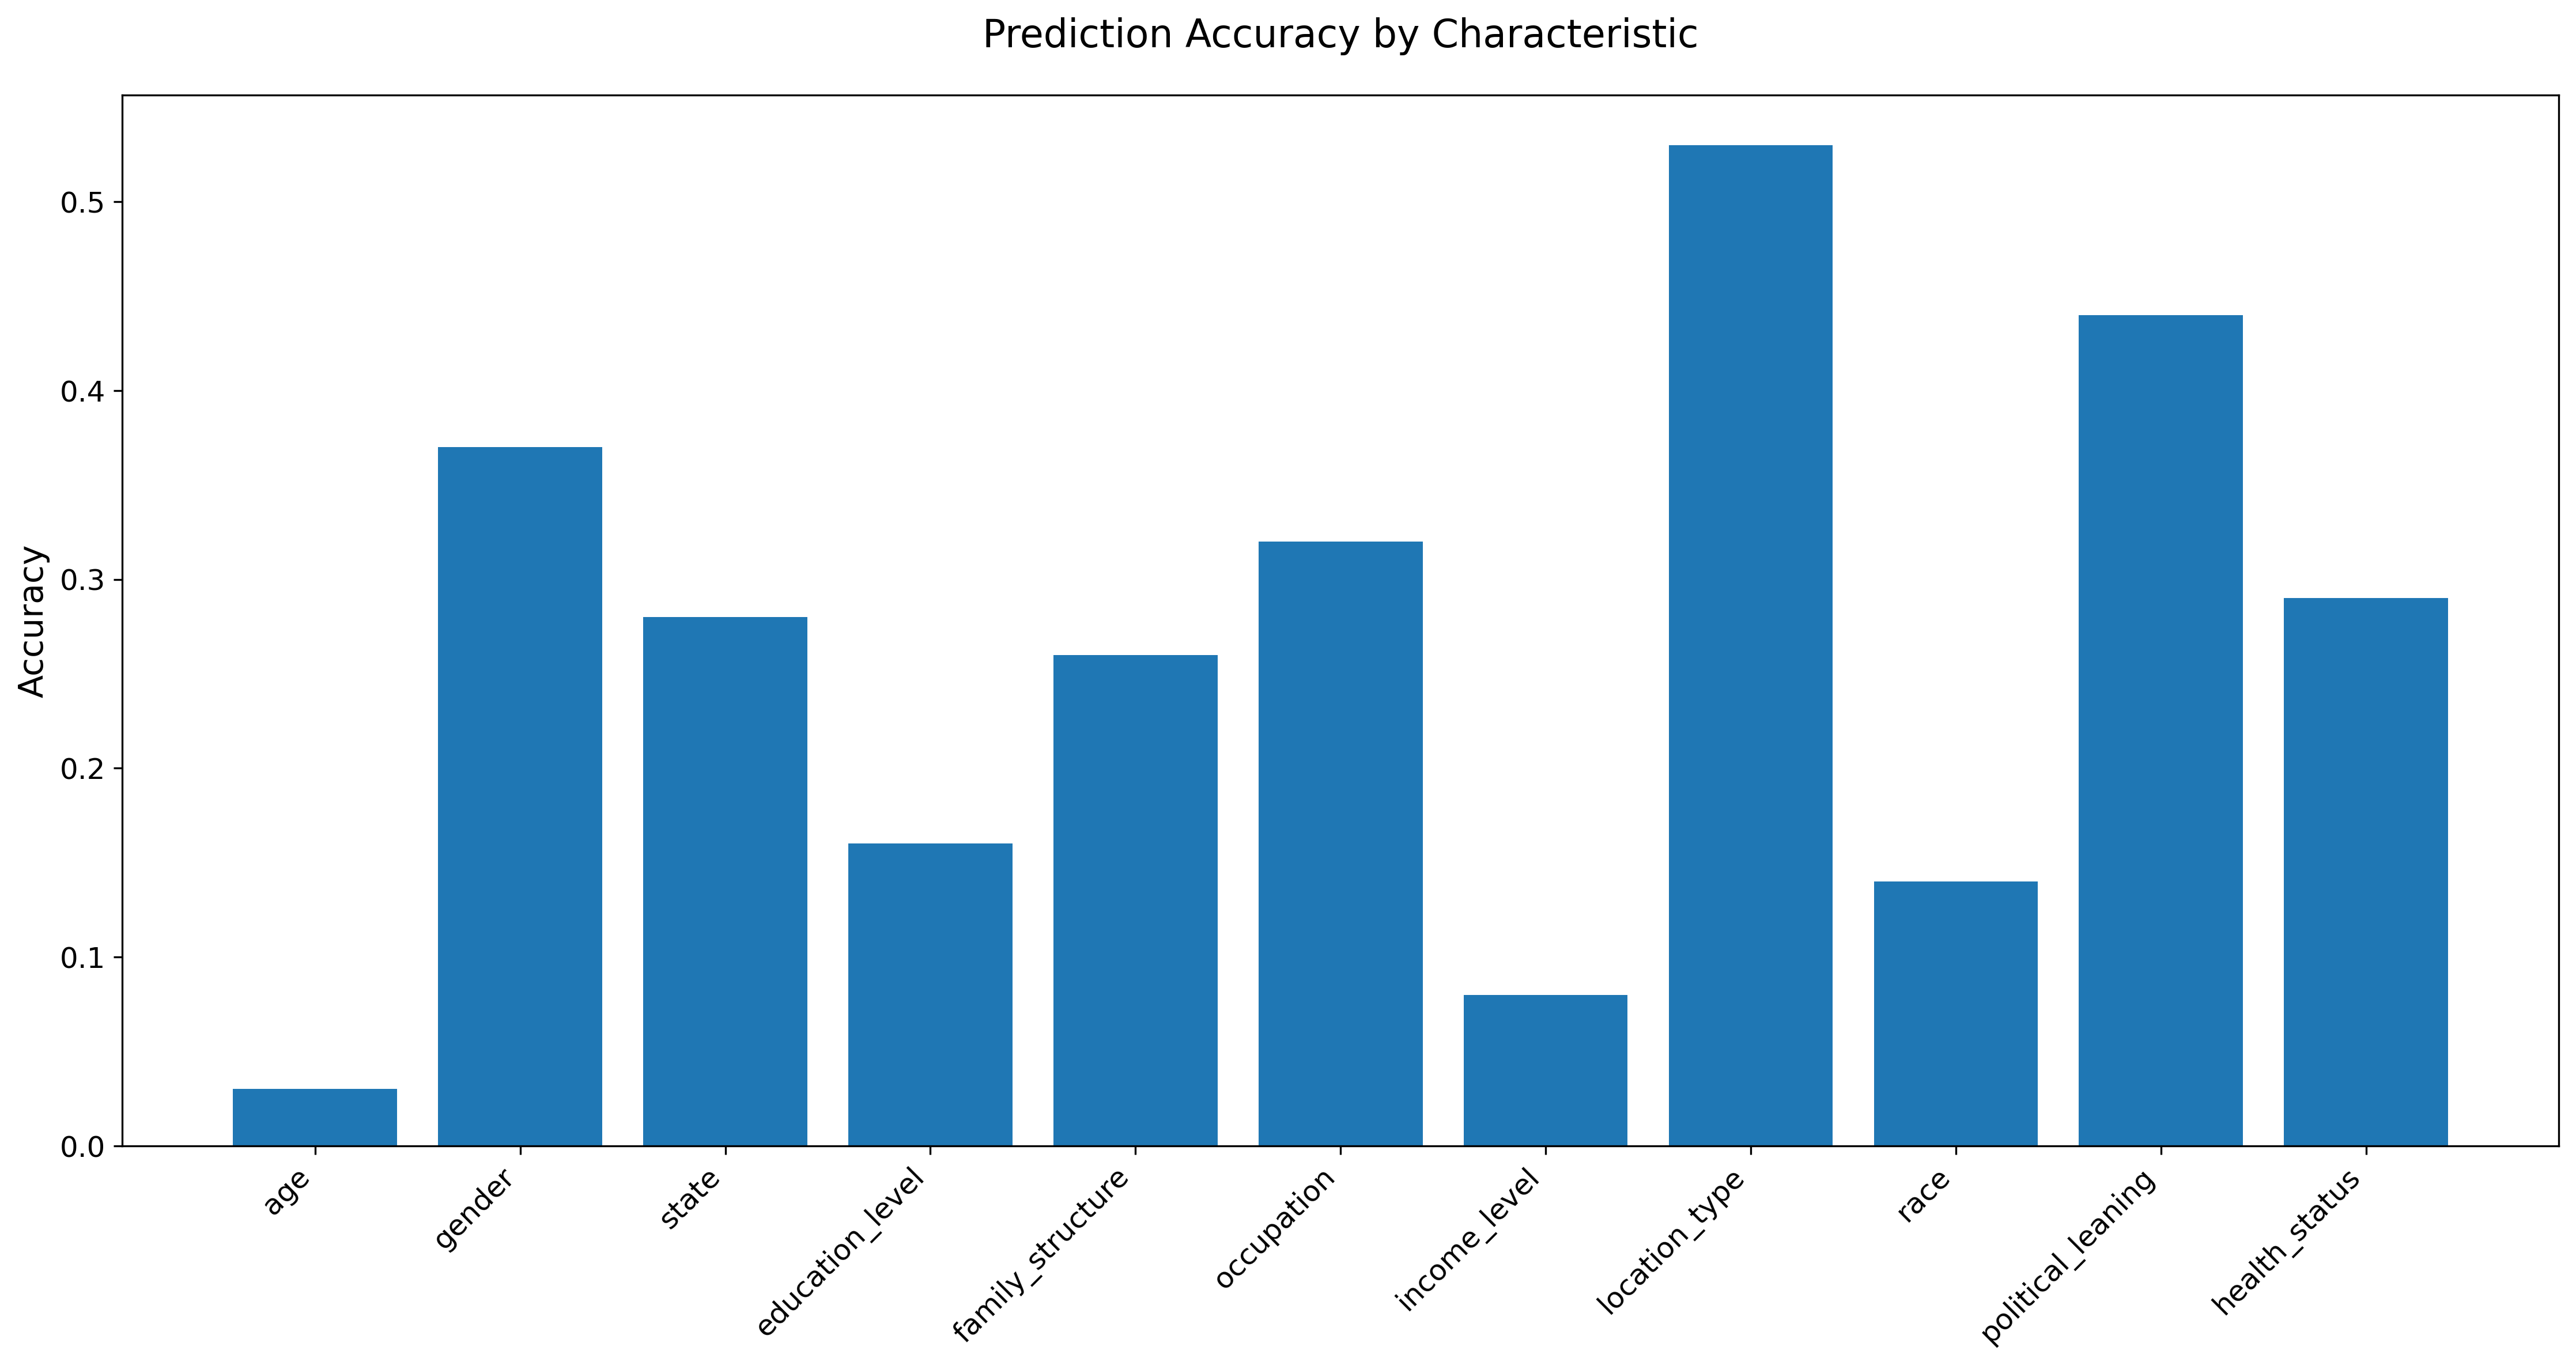 Prediction Accuracy by Characteristic
Accuracy
0.5
0.4
0.3
0.2
0.1
0.0
age
gender
state
education_level
family_structure
occupation
income_level
location_type
race
political_leaning
health_status